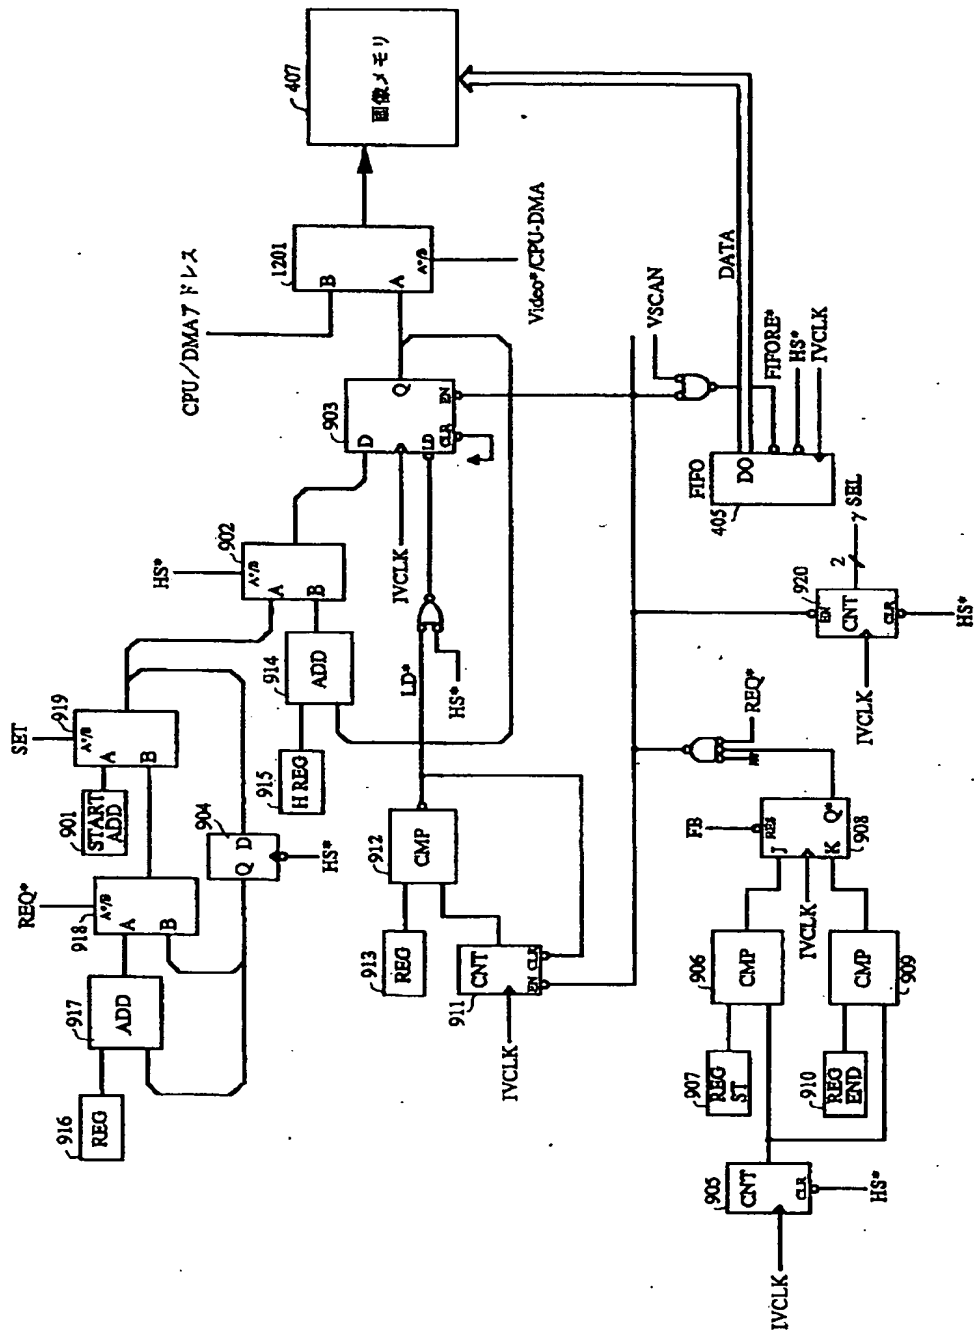 407
画像メモリ
1201
B
A
A*/B
CPU/DMAアドレス
Video*/CPU-DMA
903
D
Q
LD
CLR
EN
IVCLK
HS*
902
A*/B
A
B
914
ADD
915
H REG
LD*
HS*
SET
919
A*/B
A
B
901
START
ADD
904
Q D
HS*
REQ*
918
A*/B
A
B
917
ADD
916
REG
912
CMP
913
REG
911
CNT
EN CLR
IVCLK
VSCAN
DATA
FIFORE*
HS*
IVCLK
FIFO
DO
405
2
γ SEL
920
EN
CNT
CLR
IVCLK
HS*
REQ*
FB
RES
J
K
Q*
908
IVCLK
906
CMP
CMP
909
907
REG
ST
910
REG
END
905
CNT
CLR
HS*
IVCLK